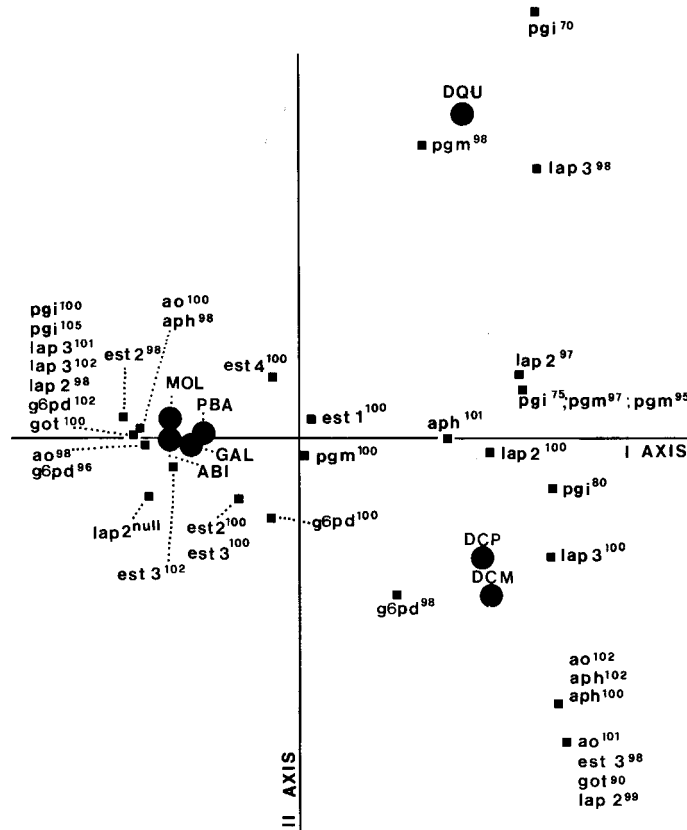 pgi⁷⁰
DQU
pgm⁹⁸
lap 3⁹⁸
pgi¹⁰⁰
pgi¹⁰⁵
lap 3¹⁰¹
lap 3¹⁰²
lap 2⁹⁸
g6pd¹⁰²
got¹⁰⁰
ao⁹⁸
g6pd⁹⁶
ao¹⁰⁰
aph⁹⁸
est 2⁹⁸
MOL
PBA
GAL
ABI
est 4¹⁰⁰
est 1¹⁰⁰
lap 2⁹⁷
pgi⁷⁵;pgm⁹⁷;pgm⁹⁵
aph¹⁰¹
I AXIS
pgm¹⁰⁰
lap 2¹⁰⁰
pgi⁸⁰
lap 2ⁿᵘˡˡ
est 3¹⁰²
est2¹⁰⁰
est 3¹⁰⁰
g6pd¹⁰⁰
DCP
DCM
lap 3¹⁰⁰
g6pd⁹⁸
ao¹⁰²
aph¹⁰²
aph¹⁰⁰
ao¹⁰¹
est 3⁹⁸
got⁹⁰
lap 2⁹⁹
II AXIS